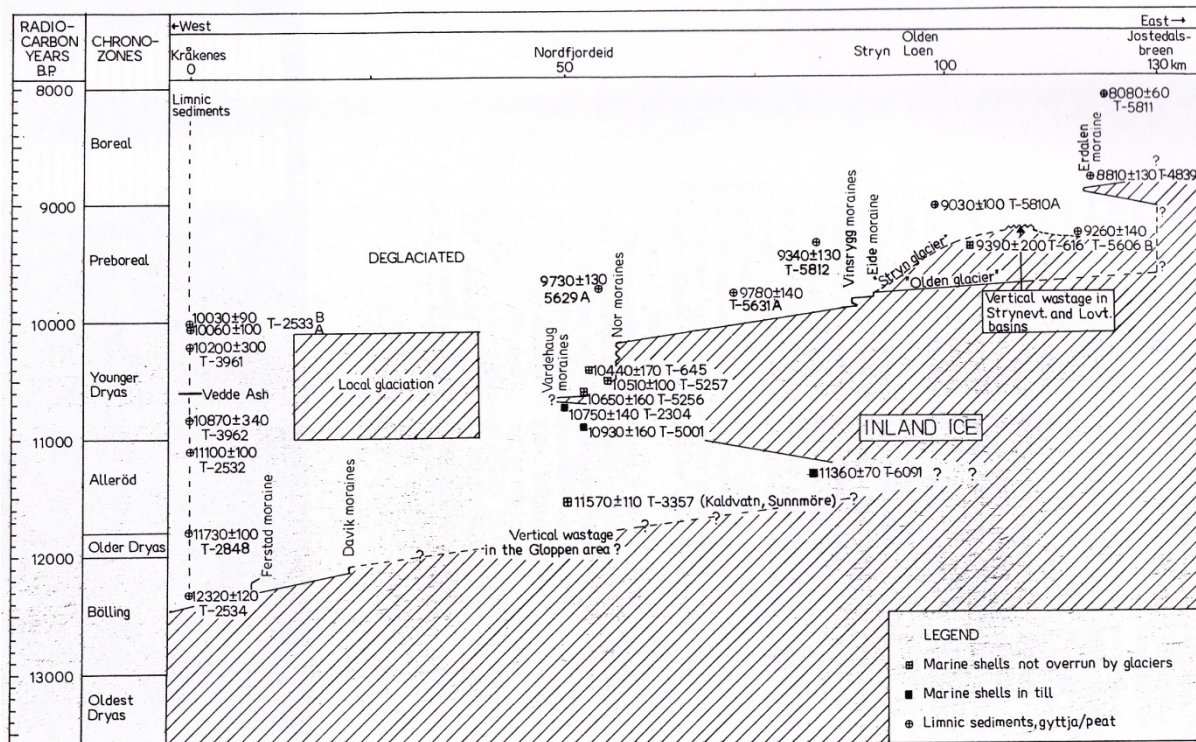 RADIO-
CARBON
YEARS
B.P.
CHRONO-
ZONES
←West
East→
Kråkenes
0
Nordfjordeid
50
Stryn
Olden
Loen
100
Jostedals-
breen
130 km
8000
9000
10000
11000
12000
13000
Boreal
Preboreal
Younger
Dryas
Alleröd
Older Dryas
Bölling
Oldest
Dryas
Limnic
sediments
10030±90 B
10060±100 A
T-2533
10200±300
T-3961
Vedde Ash
10870±340
T-3962
11100±100
T-2532
11730±100
T-2848
12320±120
T-2534
Ferstad moraine
Davik moraines
DEGLACIATED
Local glaciation
Vardehaug
moraines
Nor moraines
9730±130
5629 A
9780±140
T-5631A
9340±130
T-5812
10440±170 T-645
10510±100 T-5257
10650±160 T-5256
10750±140 T-2304
10930±160 T-5001
11360±70 T-6091
? ?
11570±110 T-3357 (Kaldvatn, Sunnmöre)
Vertical wastage
in the Gloppen area ?
? ? ? ?
?
Vinsrygg moraines
Eide moraine
"Stryn glacier"
"Olden glacier"
9030±100 T-5810A
9390±200 T-616
9260±140
T-5606 B
Vertical wastage in
Strynevt. and Lovt.
basins
Erdalen
moraine
8080±60
T-5811
8810±130 T-4839
?
?
?
INLAND ICE
LEGEND
Marine shells not overrun by glaciers
Marine shells in till
Limnic sediments, gyttja/peat